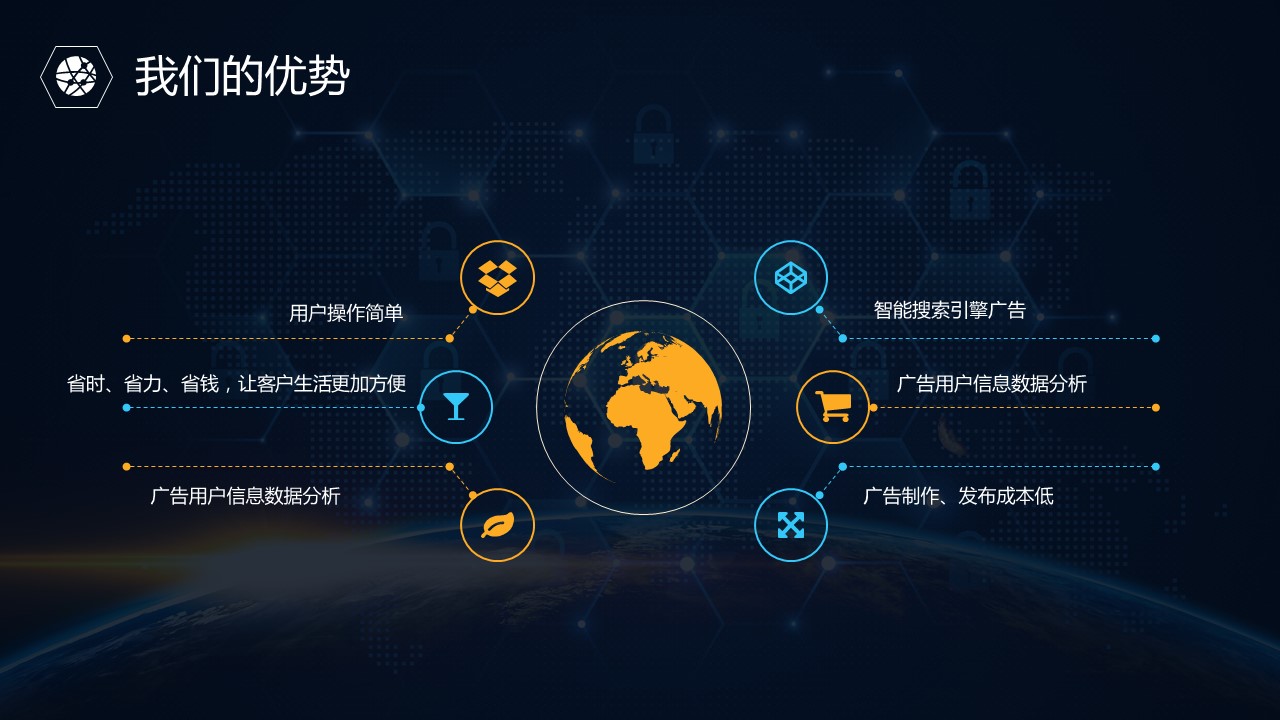 我们的优势
用户操作简单
省时、省力、省钱，让客户生活更加方便
广告用户信息数据分析
智能搜索引擎广告
广告用户信息数据分析
广告制作、发布成本低